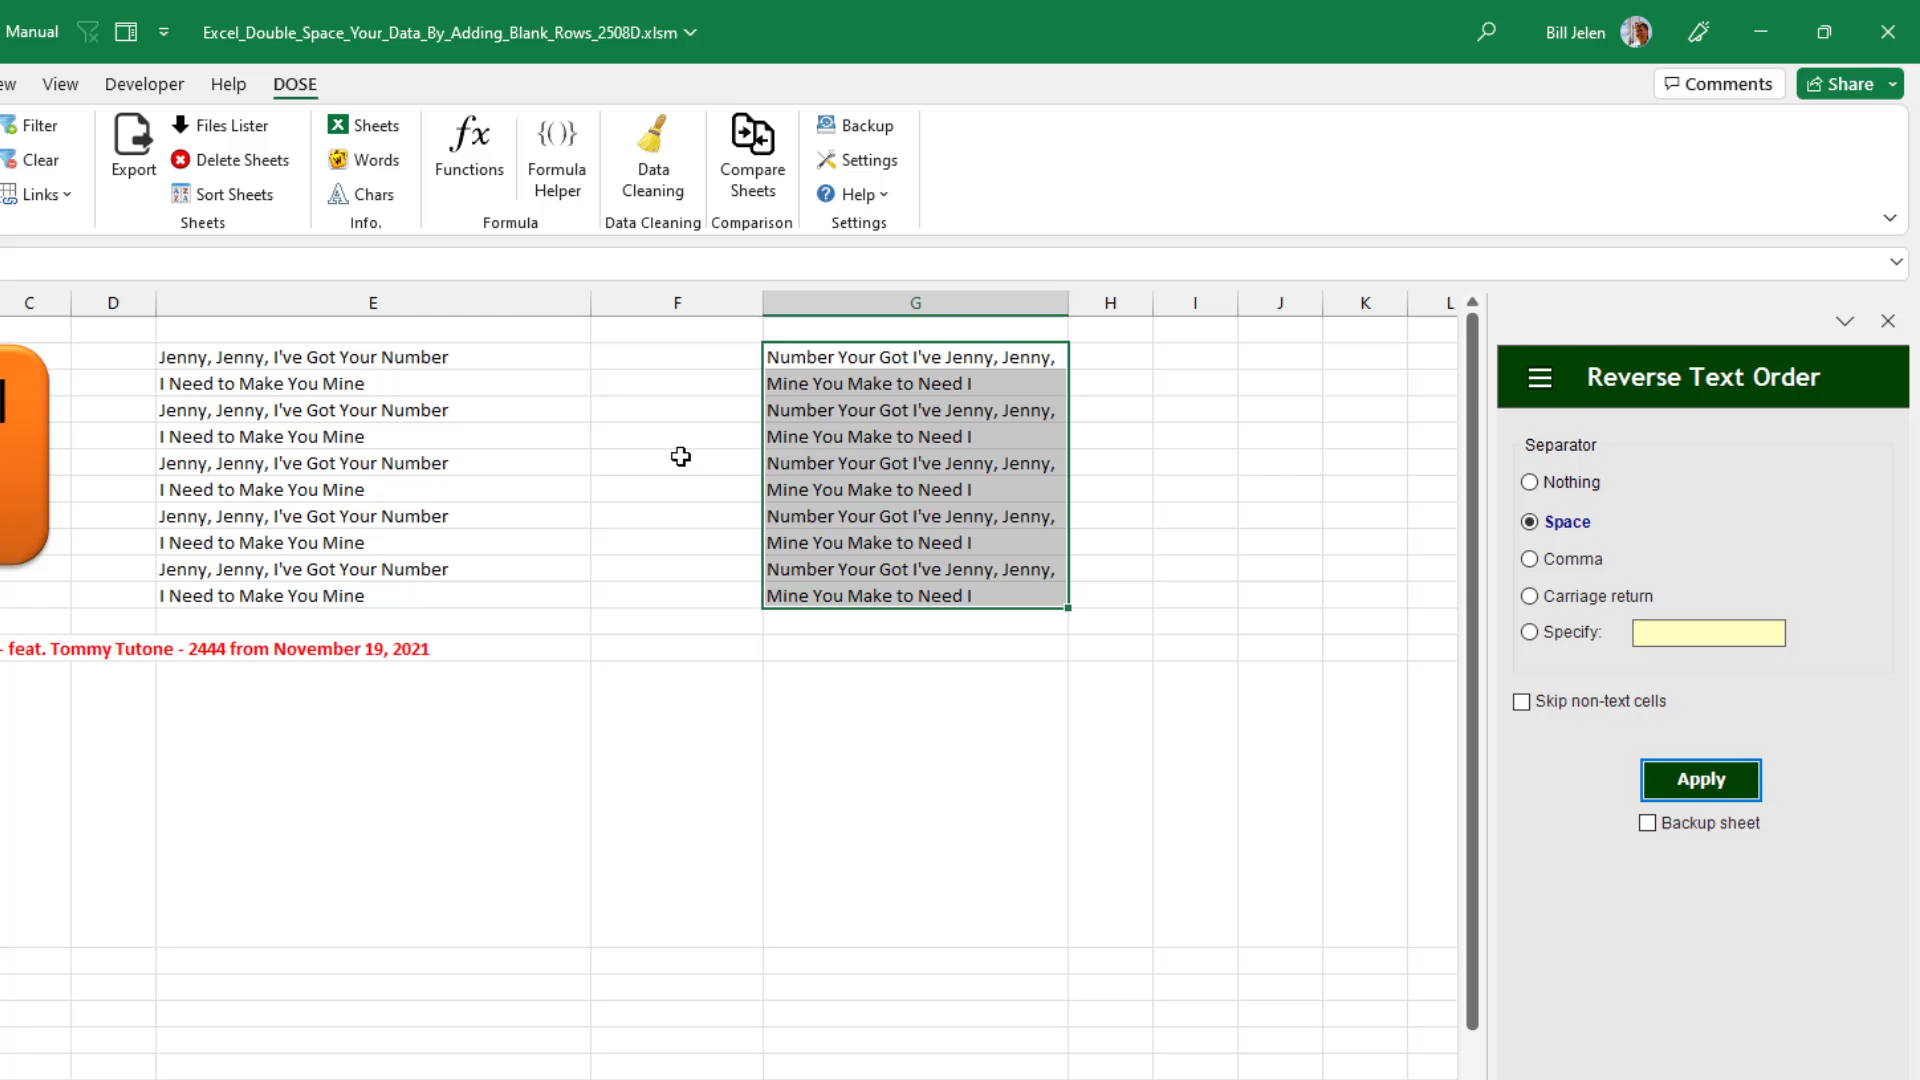 Manual
Excel_Double_Space_Your_Data_By_Adding_Blank_Rows_2508D.xlsm
Bill Jelen
ew View Developer Help DOSE
Comments
Share
Filter
Clear
Links
Export
Files Lister
Delete Sheets
Sort Sheets
Sheets
Sheets
Words
Chars
Info.
fx
Functions
{()}
Formula
Helper
Formula
Data
Cleaning
Data Cleaning
Compare
Sheets
Comparison
Backup
Settings
Help
Settings
C D E F G H I J K L
Jenny, Jenny, I've Got Your Number
Number Your Got I've Jenny, Jenny,
I Need to Make You Mine
Mine You Make to Need I
Jenny, Jenny, I've Got Your Number
Number Your Got I've Jenny, Jenny,
I Need to Make You Mine
Mine You Make to Need I
Jenny, Jenny, I've Got Your Number
Number Your Got I've Jenny, Jenny,
I Need to Make You Mine
Mine You Make to Need I
Jenny, Jenny, I've Got Your Number
Number Your Got I've Jenny, Jenny,
I Need to Make You Mine
Mine You Make to Need I
Jenny, Jenny, I've Got Your Number
Number Your Got I've Jenny, Jenny,
I Need to Make You Mine
Mine You Make to Need I
- feat. Tommy Tutone - 2444 from November 19, 2021
Reverse Text Order
Separator
Nothing
Space
Comma
Carriage return
Specify:
Skip non-text cells
Apply
Backup sheet